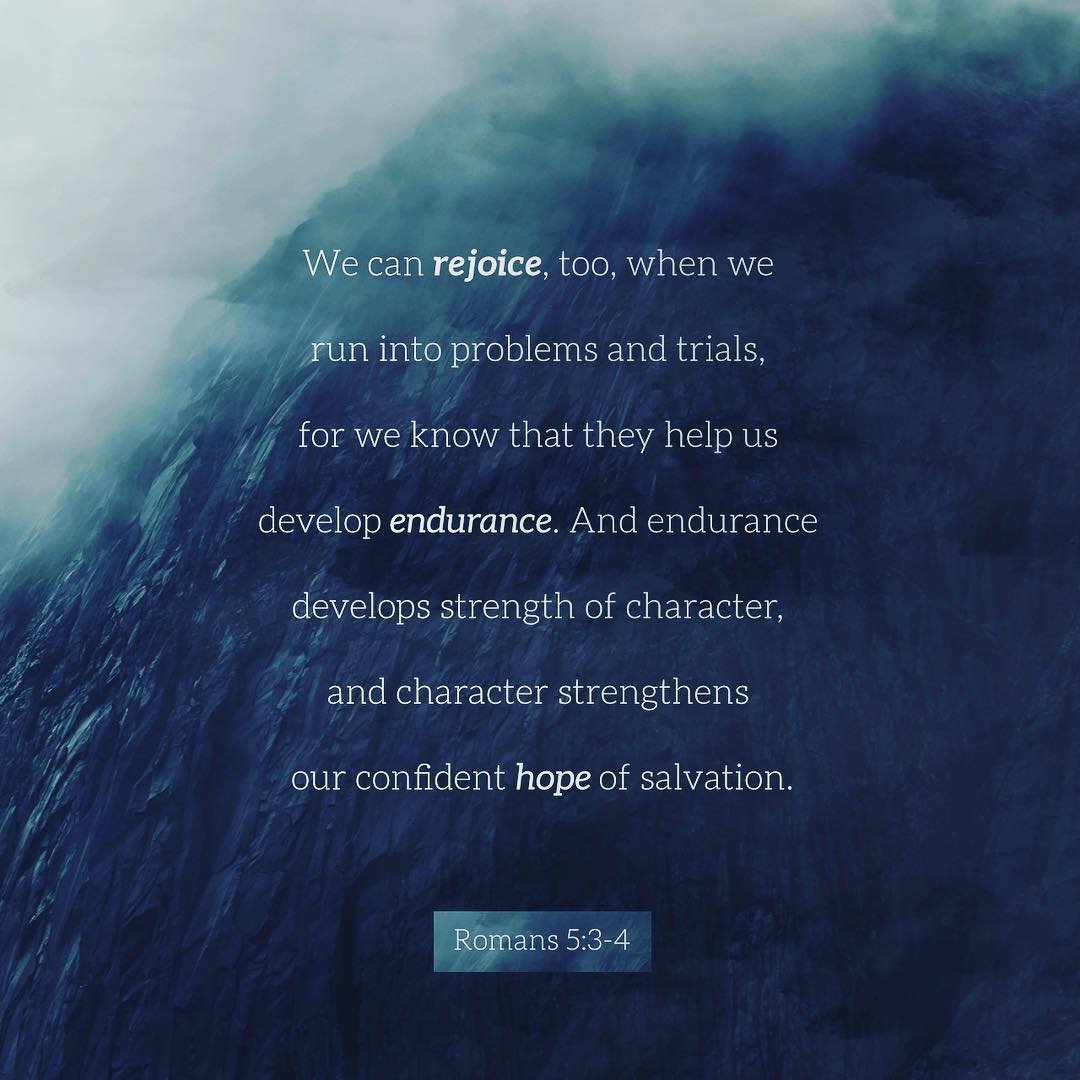 We can rejoice, too, when we
run into problems and trials,
for we know that they help us
develop endurance. And endurance
develops strength of character,
and character strengthens
our confident hope of salvation.
Romans 5:3-4